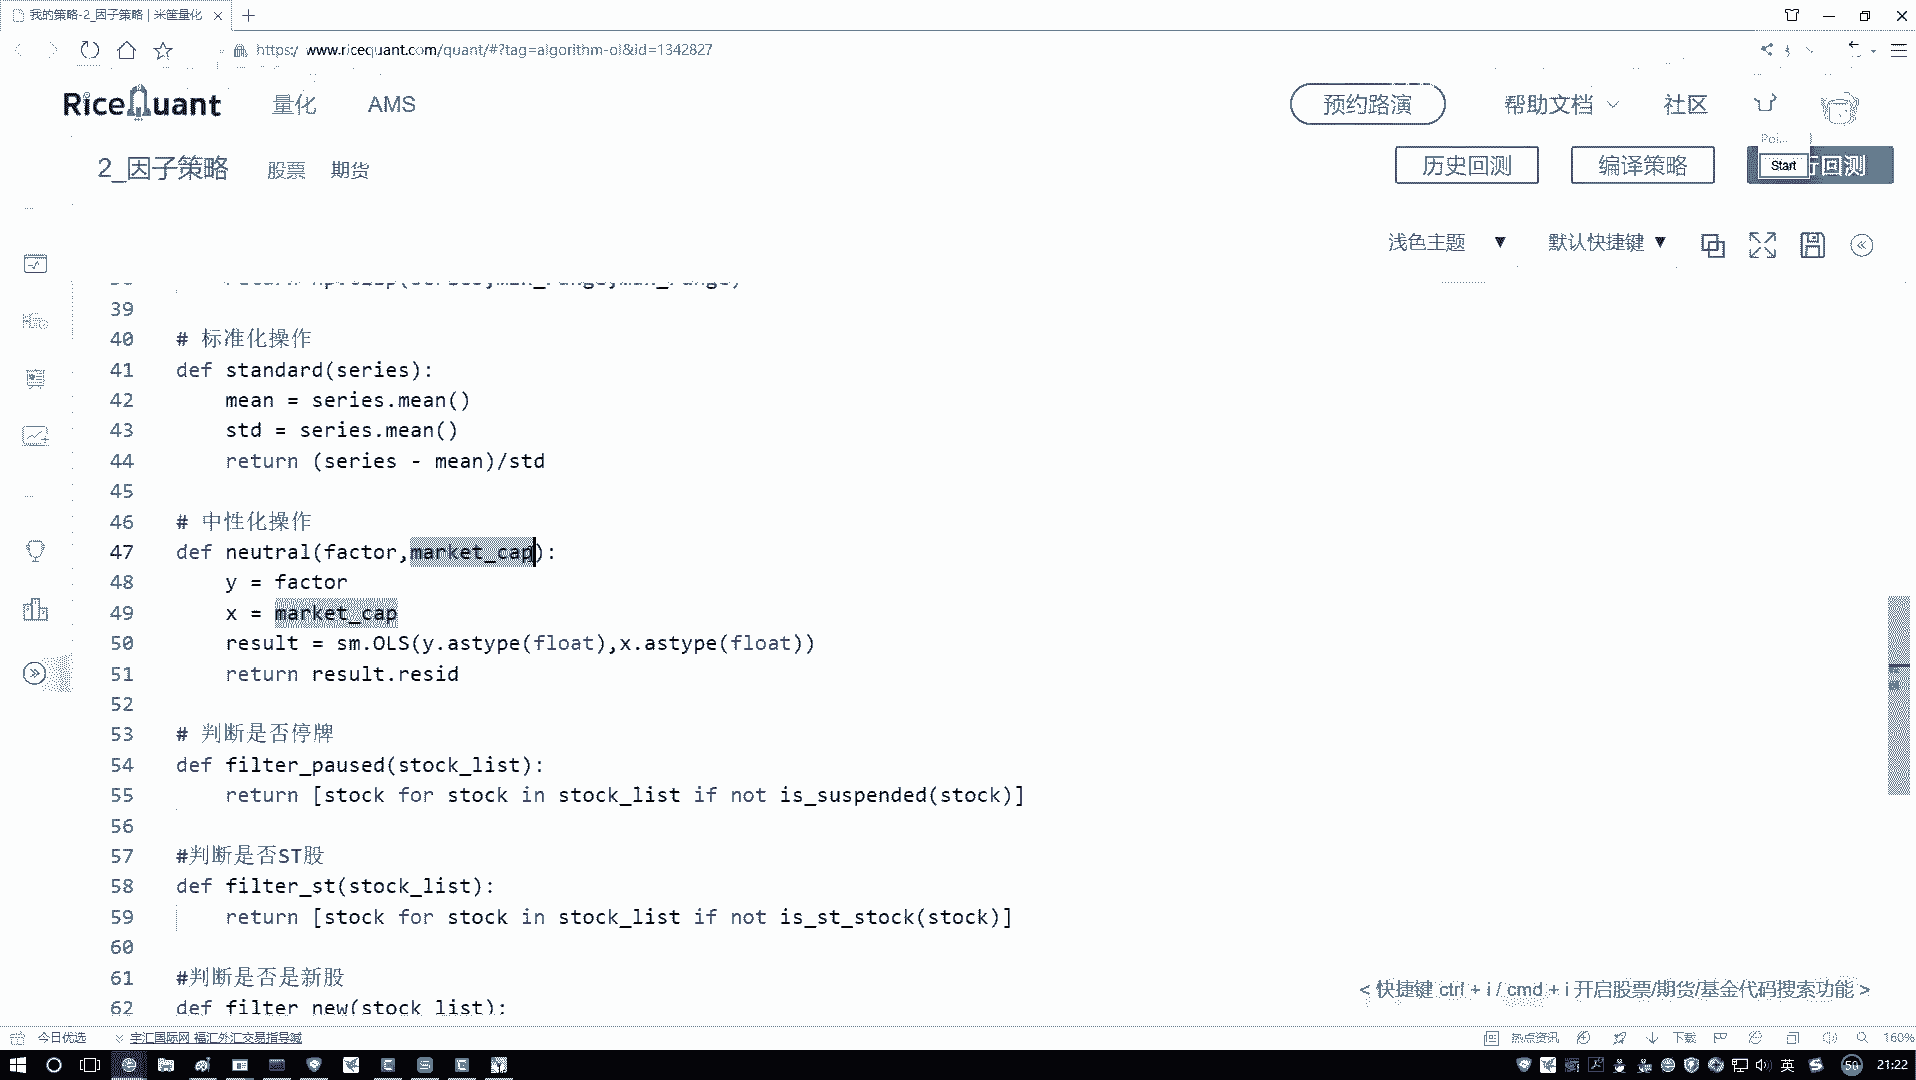 我的策略-2_因子策略 | 米筐量化
https:/ www.ricequant.com/quant/#?tag=algorithm-ol&id=1342827
RiceQuant 量化 AMS 预约路演 帮助文档 社区
Poi...
2_因子策略 股票 期货 历史回测 编译策略 Start 回测
浅色主题 ▼ 默认快捷键 ▼
39
40 # 标准化操作
41 def standard(series):
42 mean = series.mean()
43 std = series.mean()
44 return (series - mean)/std
45
46 # 中性化操作
47 def neutral(factor,market_cap):
48 y = factor
49 x = market_cap
50 result = sm.OLS(y.astype(float),x.astype(float))
51 return result.resid
52
53 # 判断是否停牌
54 def filter_paused(stock_list):
55 return [stock for stock in stock_list if not is_suspended(stock)]
56
57 #判断是否ST股
58 def filter_st(stock_list):
59 return [stock for stock in stock_list if not is_st_stock(stock)]
60
61 #判断是否是新股
62 def filter_new(stock_list):
< 快捷键 ctrl + i / cmd + i 开启股票/期货/基金代码搜索功能 >
今日优选 宇汇国际网 福汇外汇交易指导喊 热点资讯 下载 160%
英 50 21:22